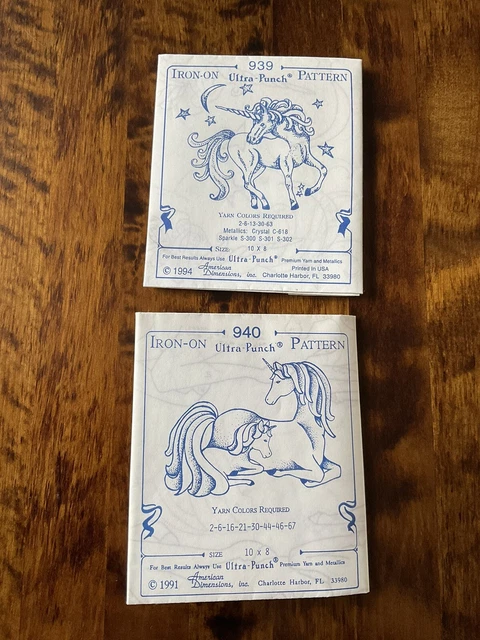 939
IRON-ON Ultra-Punch® PATTERN
YARN COLORS REQUIRED
2-6-13-30-63
Metallics: Crystal C-618
Sparkle S-300 S-301 S-302
SIZE: 10 x 8
For Best Results Always Use Ultra-Punch® Premium Yarn and Metallics
Printed in USA
© 1994 American Dimensions, Inc. Charlotte Harbor, FL 33980
940
IRON-ON Ultra-Punch® PATTERN
YARN COLORS REQUIRED
2-6-16-21-30-44-46-67
SIZE 10 x 8
For Best Results Always Use Ultra-Punch® Premium Yarn and Metallics
© 1991 American Dimensions, Inc. Charlotte Harbor, FL 33980